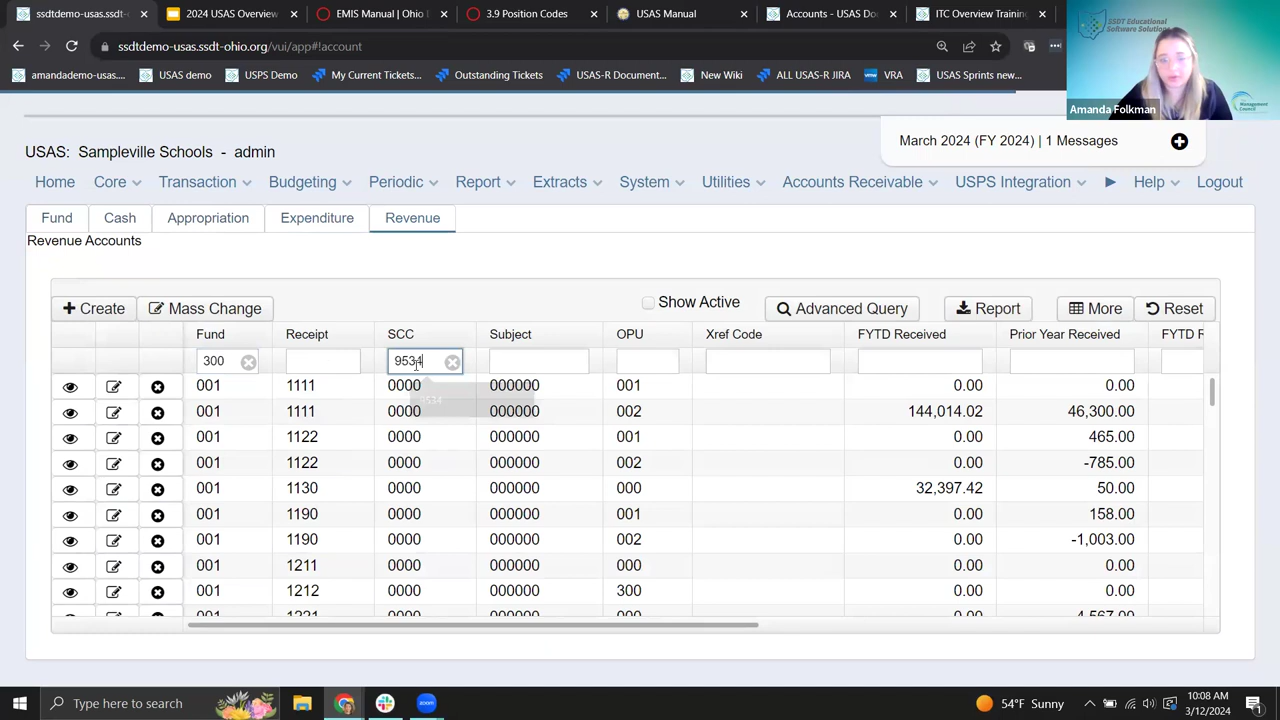 ssdtdemo-usas.ssdt-
2024 USAS Overview
EMIS Manual | Ohio
3.9 Position Codes
USAS Manual
Accounts - USAS Do
ITC Overview Training
SSDT Educational
Software Solutions
ssdtdemo-usas.ssdt-ohio.org/vui/app#!account
amandademo-usas...
USAS demo
USPS Demo
My Current Tickets...
Outstanding Tickets
USAS-R Document...
New Wiki
ALL USAS-R JIRA
VRA
USAS Sprints new...
Amanda Folkman
Management
Council
USAS: Sampleville Schools - admin
March 2024 (FY 2024) | 1 Messages
Home Core Transaction Budgeting Periodic Report Extracts System Utilities Accounts Receivable USPS Integration Help Logout
Fund Cash Appropriation Expenditure Revenue
Revenue Accounts
Create Mass Change Show Active Advanced Query Report More Reset
Fund Receipt SCC Subject OPU Xref Code FYTD Received Prior Year Received FYTD R
300 9534
001 1111 0000 000000 001 0.00 0.00
9534
001 1111 0000 000000 002 144,014.02 46,300.00
001 1122 0000 000000 001 0.00 465.00
001 1122 0000 000000 002 0.00 -785.00
001 1130 0000 000000 000 32,397.42 50.00
001 1190 0000 000000 001 0.00 158.00
001 1190 0000 000000 002 0.00 -1,003.00
001 1211 0000 000000 000 0.00 0.00
001 1212 0000 000000 300 0.00 0.00
Type here to search
zoom
54°F Sunny
10:08 AM
3/12/2024
1